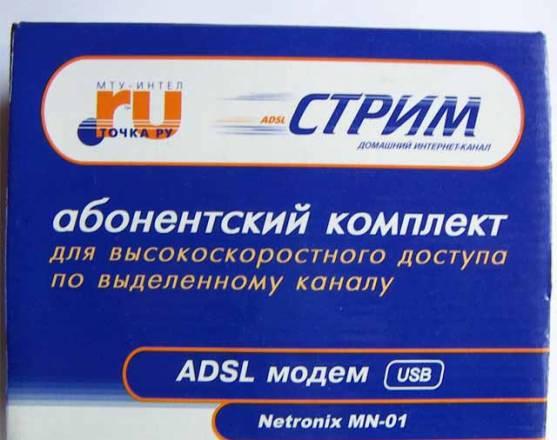 МТУ-ИНТЕЛ
ru
ТОЧКА РУ
ADSL СТРИМ
ДОМАШНИЙ ИНТЕРНЕТ-КАНАЛ
абонентский комплект
для высокоскоростного доступа
по выделенному каналу
ADSL модем USB
Netronix MN-01